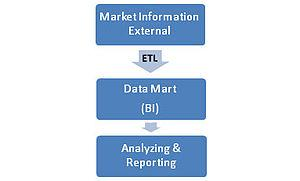 Market Information
External
ETL
Data Mart
(BI)
Analyzing &
Reporting